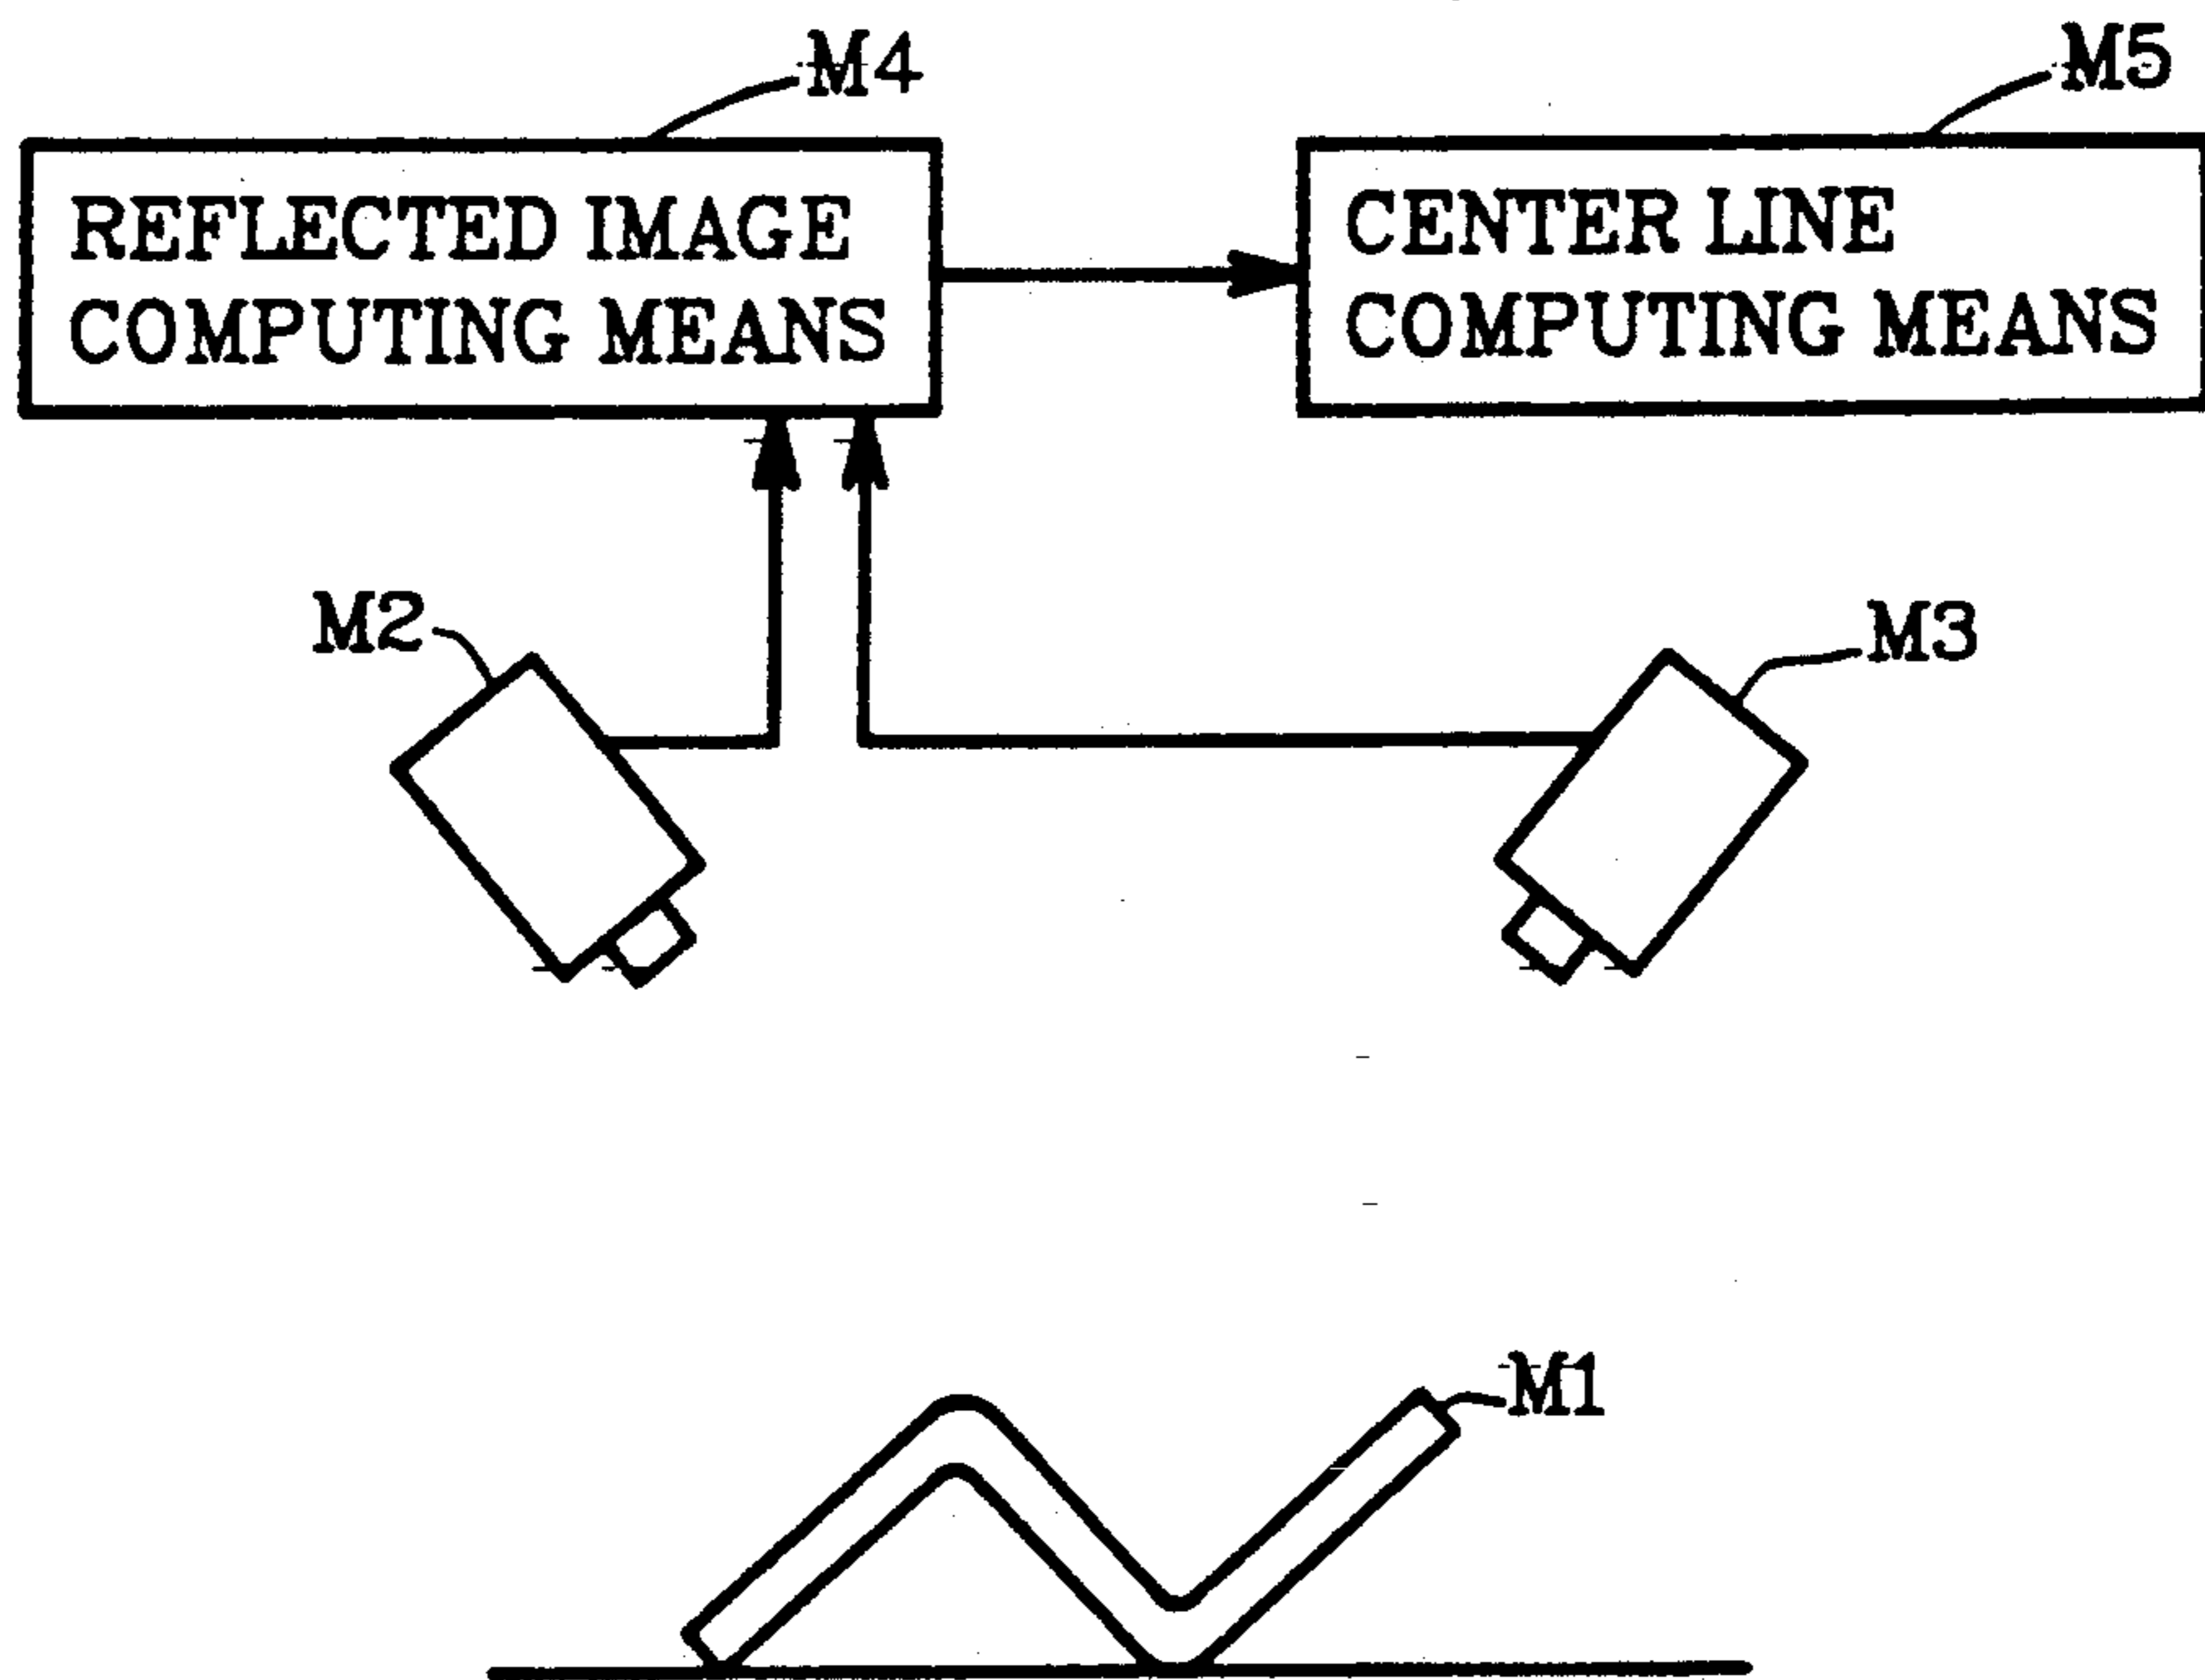 M4
M5
REFLECTED IMAGE
COMPUTING MEANS
CENTER LINE
COMPUTING MEANS
M2
M3
M1